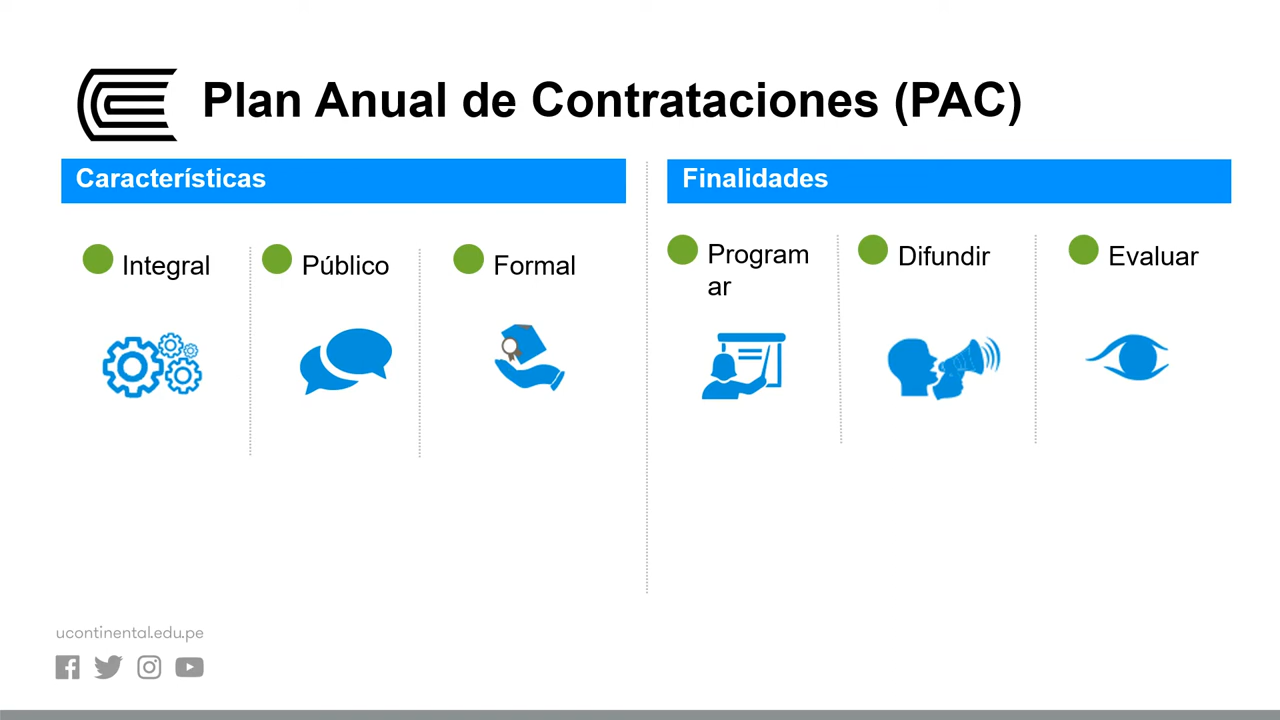 Plan Anual de Contrataciones (PAC)
Características
Integral
Público
Formal
Finalidades
Program
ar
Difundir
Evaluar
ucontinental.edu.pe